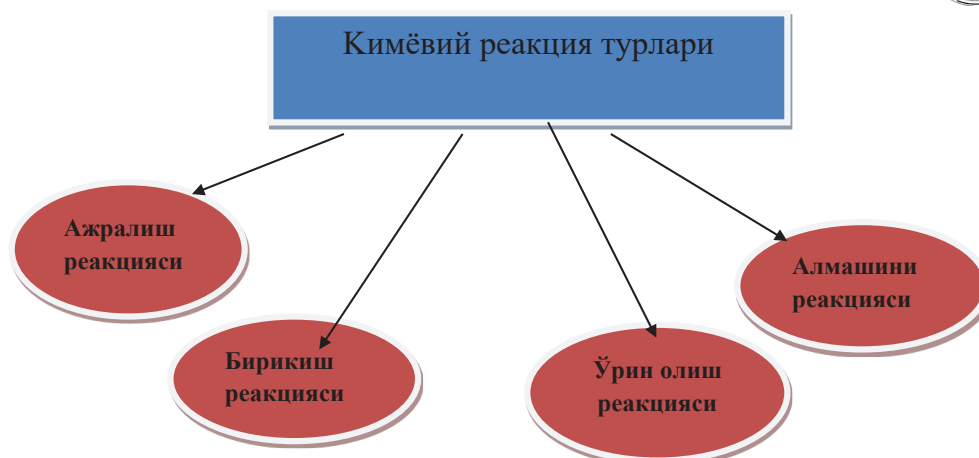 Кимёвий реакция турлари
Ажралиш
реакцияси
Бирикиш
реакцияси
Ўрин олиш
реакцияси
Алмашини
реакцияси